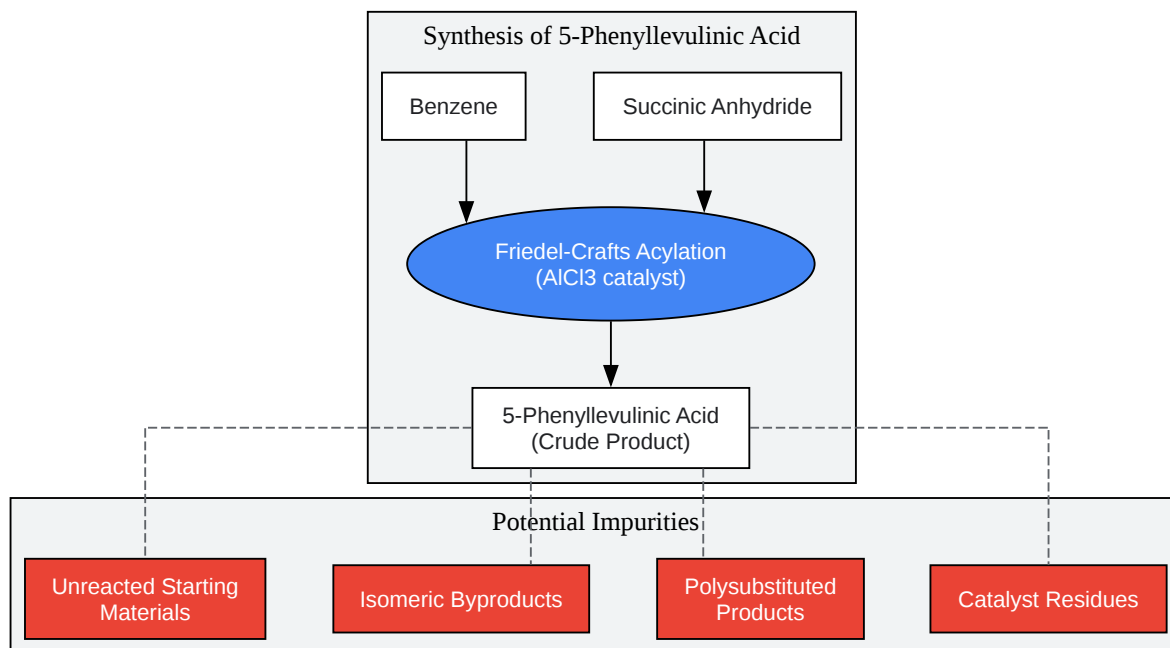 Synthesis of 5-Phenyllevulinic Acid
Benzene
Succinic Anhydride
Friedel-Crafts Acylation
(AlCl3 catalyst)
5-Phenyllevulinic Acid
(Crude Product)
Potential Impurities
Unreacted Starting
Materials
Isomeric Byproducts
Polysubstituted
Products
Catalyst Residues